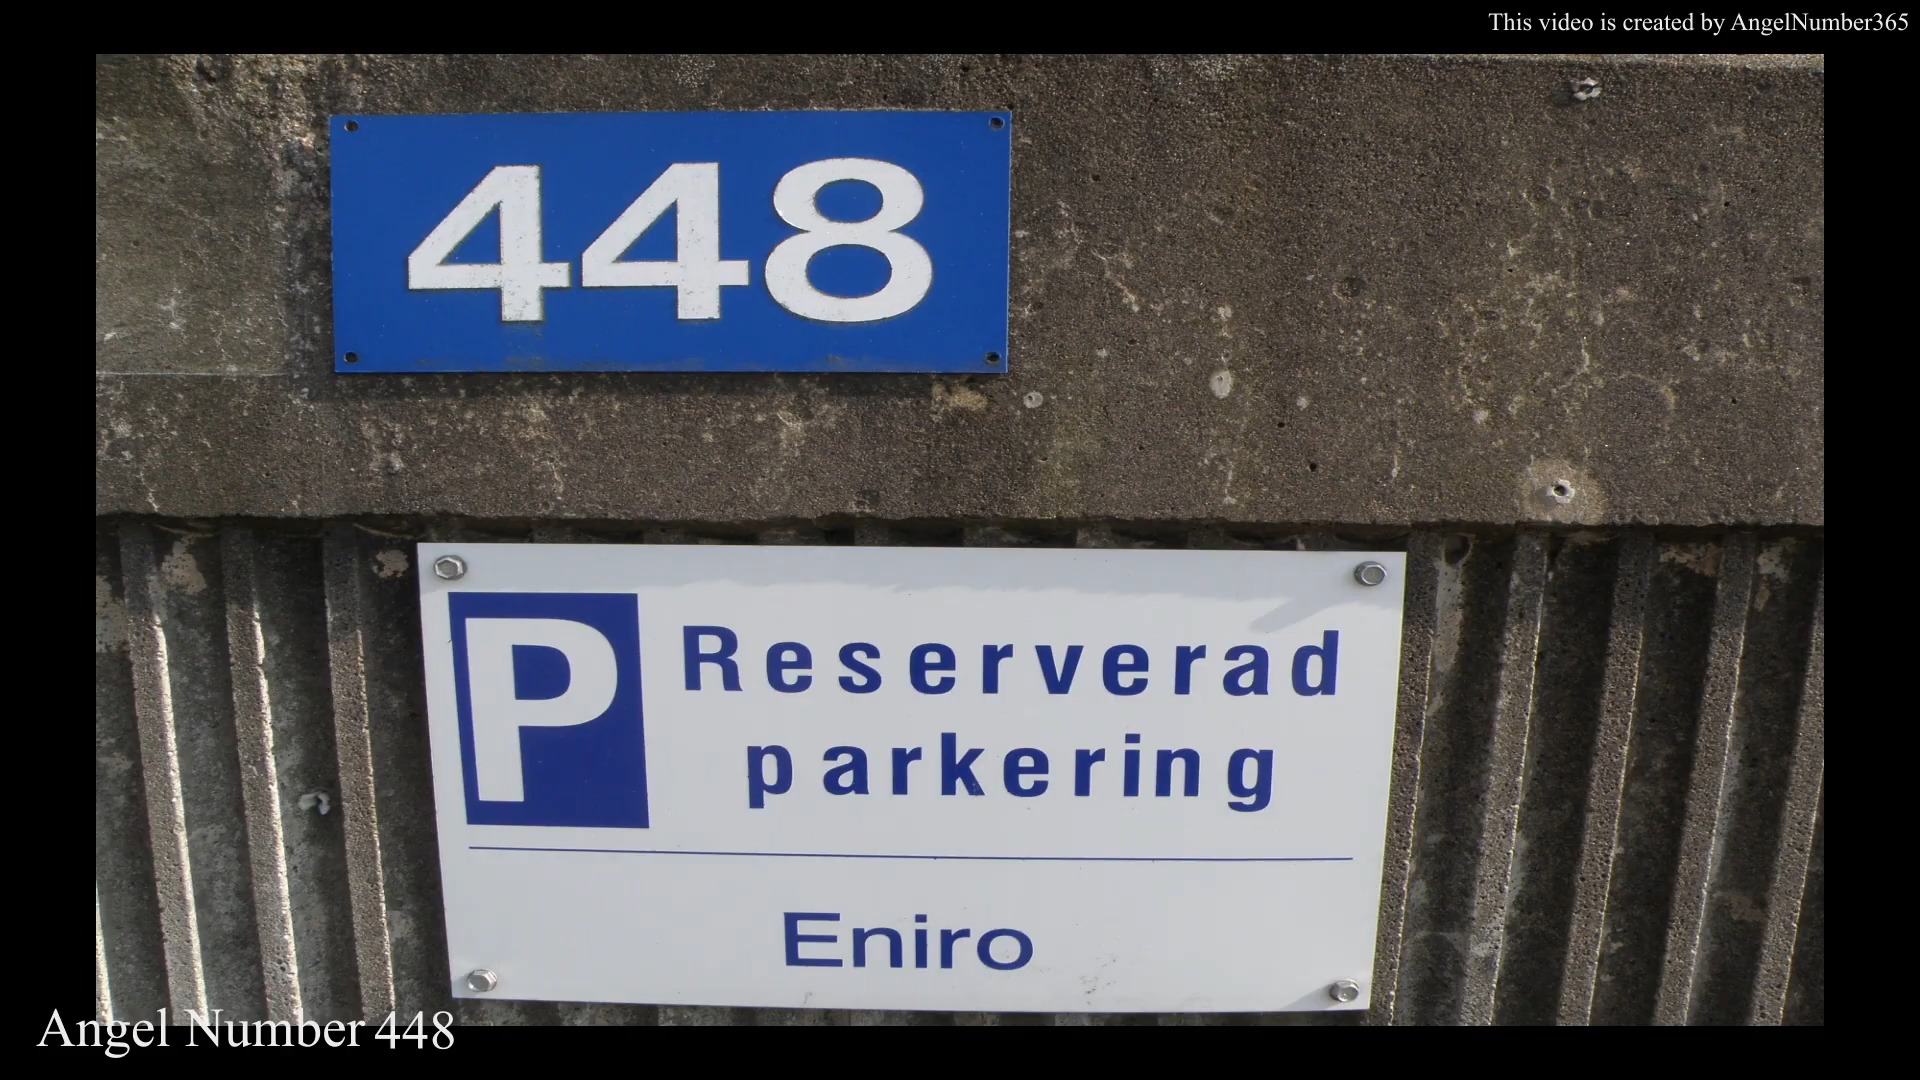 This video is created by AngelNumber365
448
P
Reserverad
parkering
Eniro
Angel Number 448